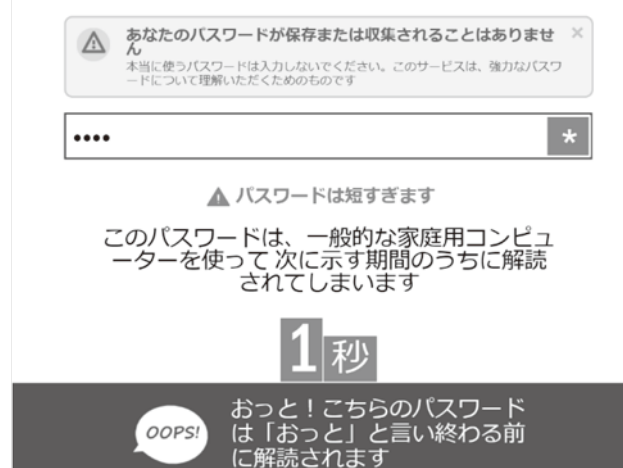 あなたのパスワードが保存または収集されることはありませ
ん
本当に使うパスワードは入力しないでください。このサービスは、強力なパスワ
ードについて理解いただくためのものです
••••
*
パスワードは短すぎます
このパスワードは、一般的な家庭用コンピュ
ーターを使って 次に示す期間のうちに解読
されてしまいます
1 秒
OOPS!
おっと！こちらのパスワード
は「おっと」と言い終わる前
に解読されます